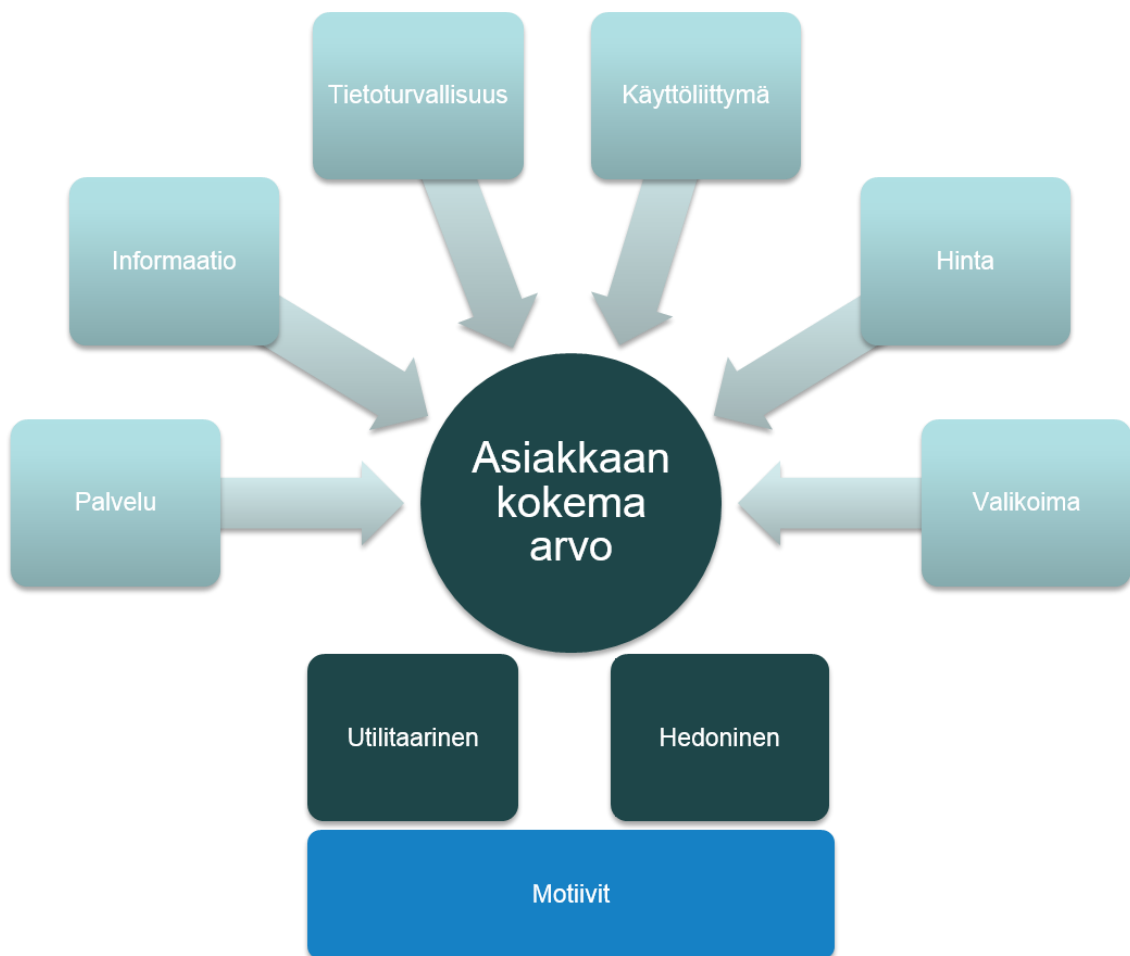 Tietoturvallisuus
Käyttöliittymä
Informaatio
Hinta
Palvelu
Asiakkaan
kokema
arvo
Valikoima
Utilitaarinen
Hedoninen
Motiivit